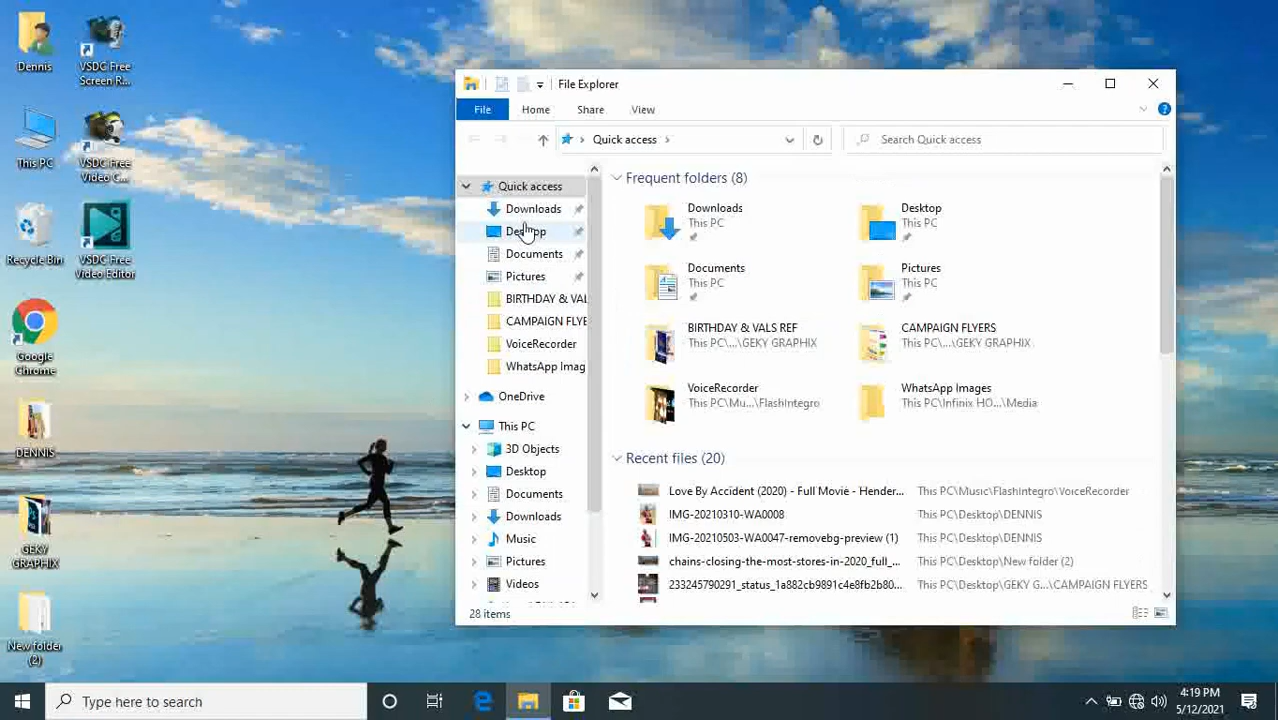 Dennis
VSDC Free
Screen R...
This PC
VSDC Free
Video C...
Recycle Bin
VSDC Free
Video Editor
Google
Chrome
DENNIS
GEKY
GRAPHIX
New folder
(2)
File Explorer
File Home Share View
Quick access
Search Quick access
Quick access
Downloads
Desktop
Documents
Pictures
BIRTHDAY & VAL
CAMPAIGN FLYE
VoiceRecorder
WhatsApp Imag
OneDrive
This PC
3D Objects
Desktop
Documents
Downloads
Music
Pictures
Videos
Frequent folders (8)
Downloads
This PC
Desktop
This PC
Documents
This PC
Pictures
This PC
BIRTHDAY & VALS REF
This PC\...\GEKY GRAPHIX
CAMPAIGN FLYERS
This PC\...\GEKY GRAPHIX
VoiceRecorder
This PC\Mu...\FlashIntegro
WhatsApp Images
This PC\Infinix HO...\Media
Recent files (20)
Love By Accident (2020) - Full Movie - Hender... This PC\Music\FlashIntegro\VoiceRecorder
IMG-20210310-WA0008 This PC\Desktop\DENNIS
IMG-20210503-WA0047-removebg-preview (1) This PC\Desktop\DENNIS
chains-closing-the-most-stores-in-2020_full_... This PC\Desktop\New folder (2)
233245790291_status_1a882cb9891c4e8fb2b80... This PC\Desktop\GEKY G...\CAMPAIGN FLYERS
28 items
Type here to search
4:19 PM
5/12/2021